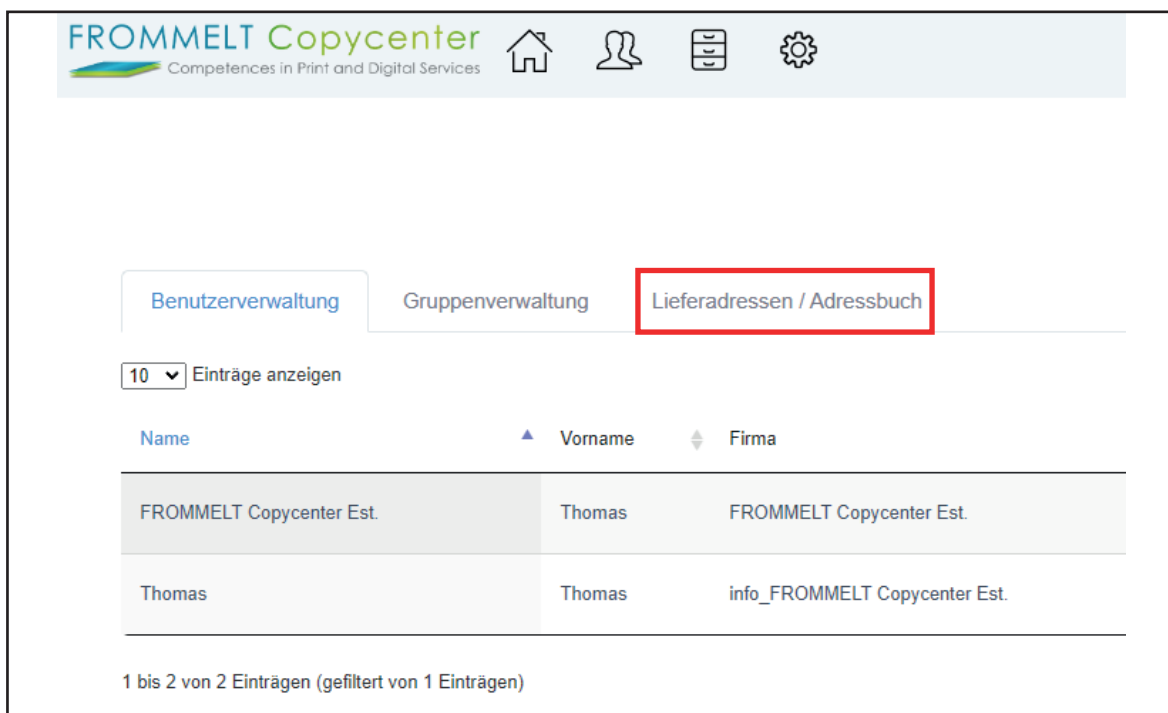 FROMMELT Copycenter
Competences in Print and Digital Services
Benutzerverwaltung Gruppenverwaltung Lieferadressen / Adressbuch
10 Einträge anzeigen
Name Vorname Firma
FROMMELT Copycenter Est. Thomas FROMMELT Copycenter Est.
Thomas Thomas info_FROMMELT Copycenter Est.
1 bis 2 von 2 Einträgen (gefiltert von 1 Einträgen)